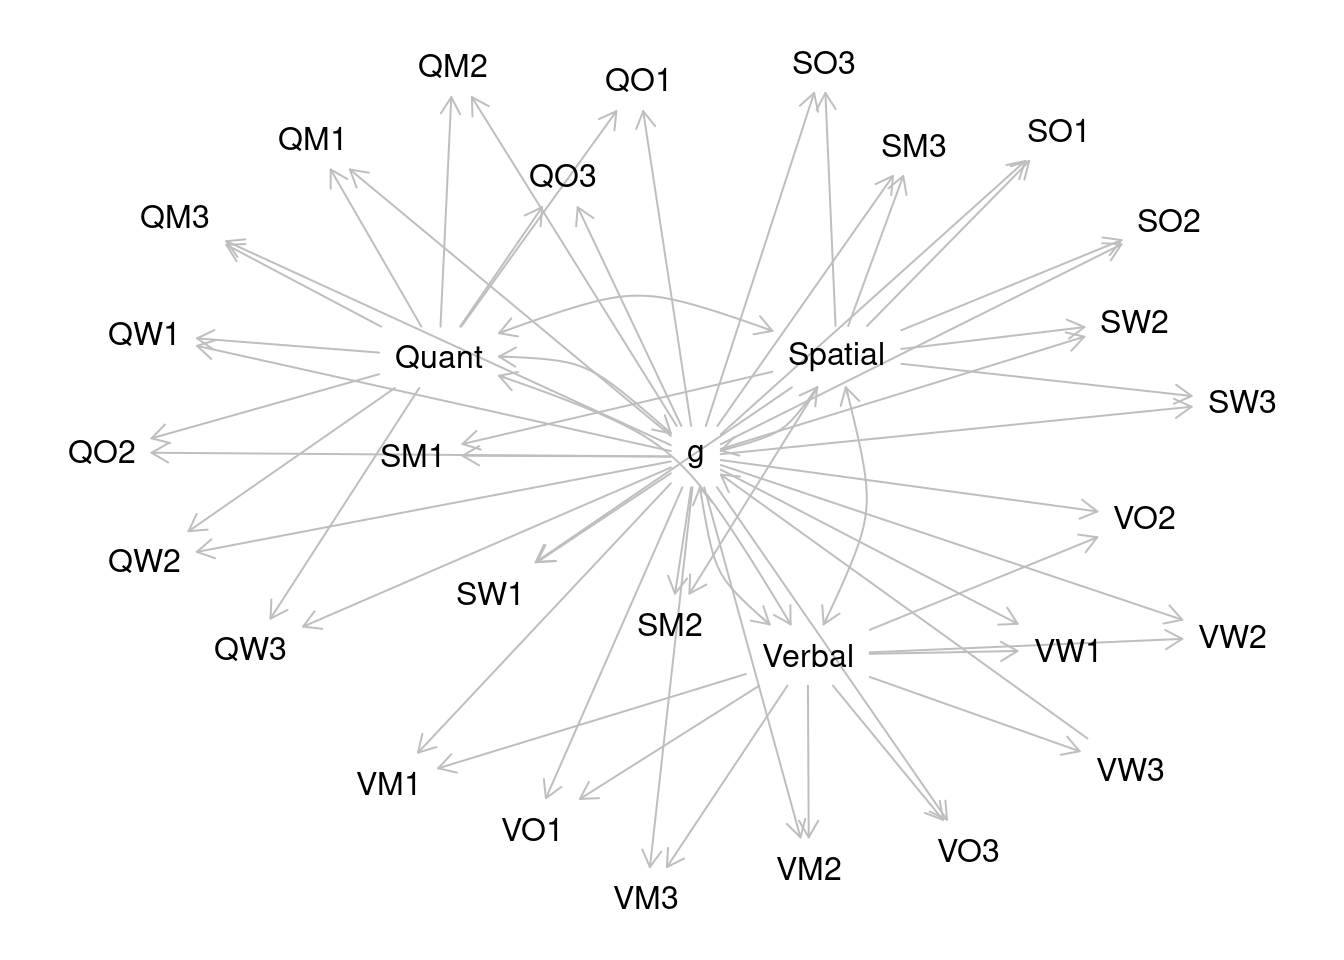 SO3
QM2
QO1
SO1
QM1
SM3
QO3
QM3
SO2
SW2
QW1
Spatial
Quant
SW3
QO2
g
SM1
VO2
QW2
SW1
SM2
VW2
QW3
VW1
Verbal
VW3
VM1
VO1
VO3
VM2
VM3